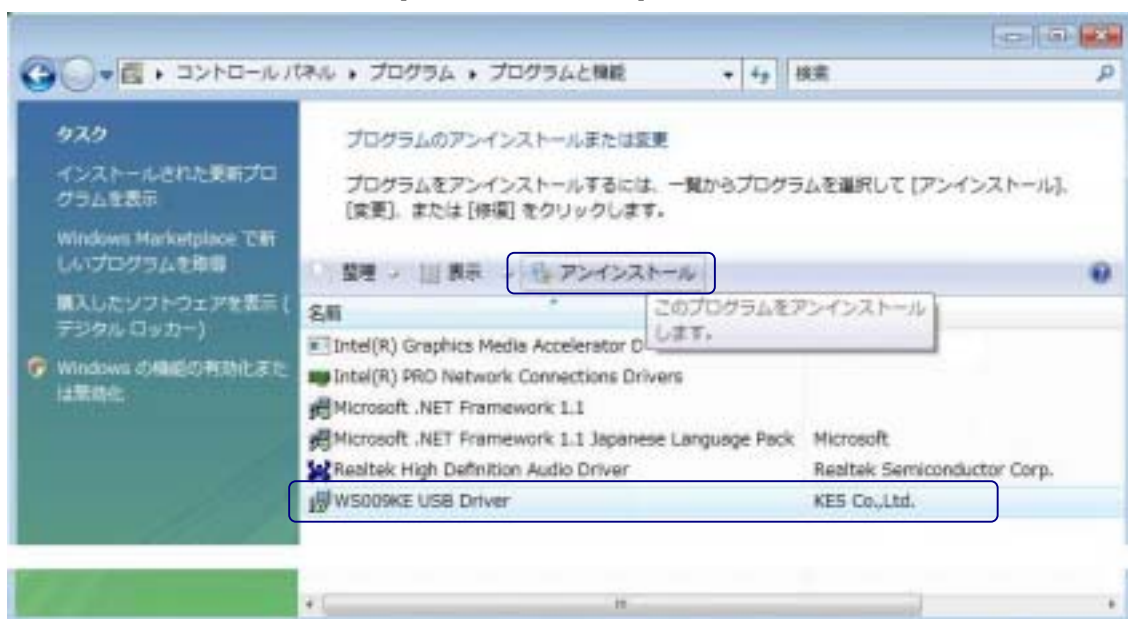 コントロール パネル ▸ プログラム ▸ プログラムと機能
検索
タスク
インストールされた更新プロ
グラムを表示
Windows Marketplace で新
しいプログラムを取得
購入したソフトウェアを表示 (
デジタル ロッカー)
Windows の機能の有効化また
は無効化
プログラムのアンインストールまたは変更
プログラムをアンインストールするには、一覧からプログラムを選択して [アンインストール]、
[変更]、または [修復] をクリックします。
整理
表示
アンインストール
このプログラムをアンインストール
します。
名前
Intel(R) Graphics Media Accelerator D
Intel(R) PRO Network Connections Drivers
Microsoft .NET Framework 1.1
Microsoft .NET Framework 1.1 Japanese Language Pack Microsoft
Realtek High Definition Audio Driver Realtek Semiconductor Corp.
WS009KE USB Driver KES Co.,Ltd.